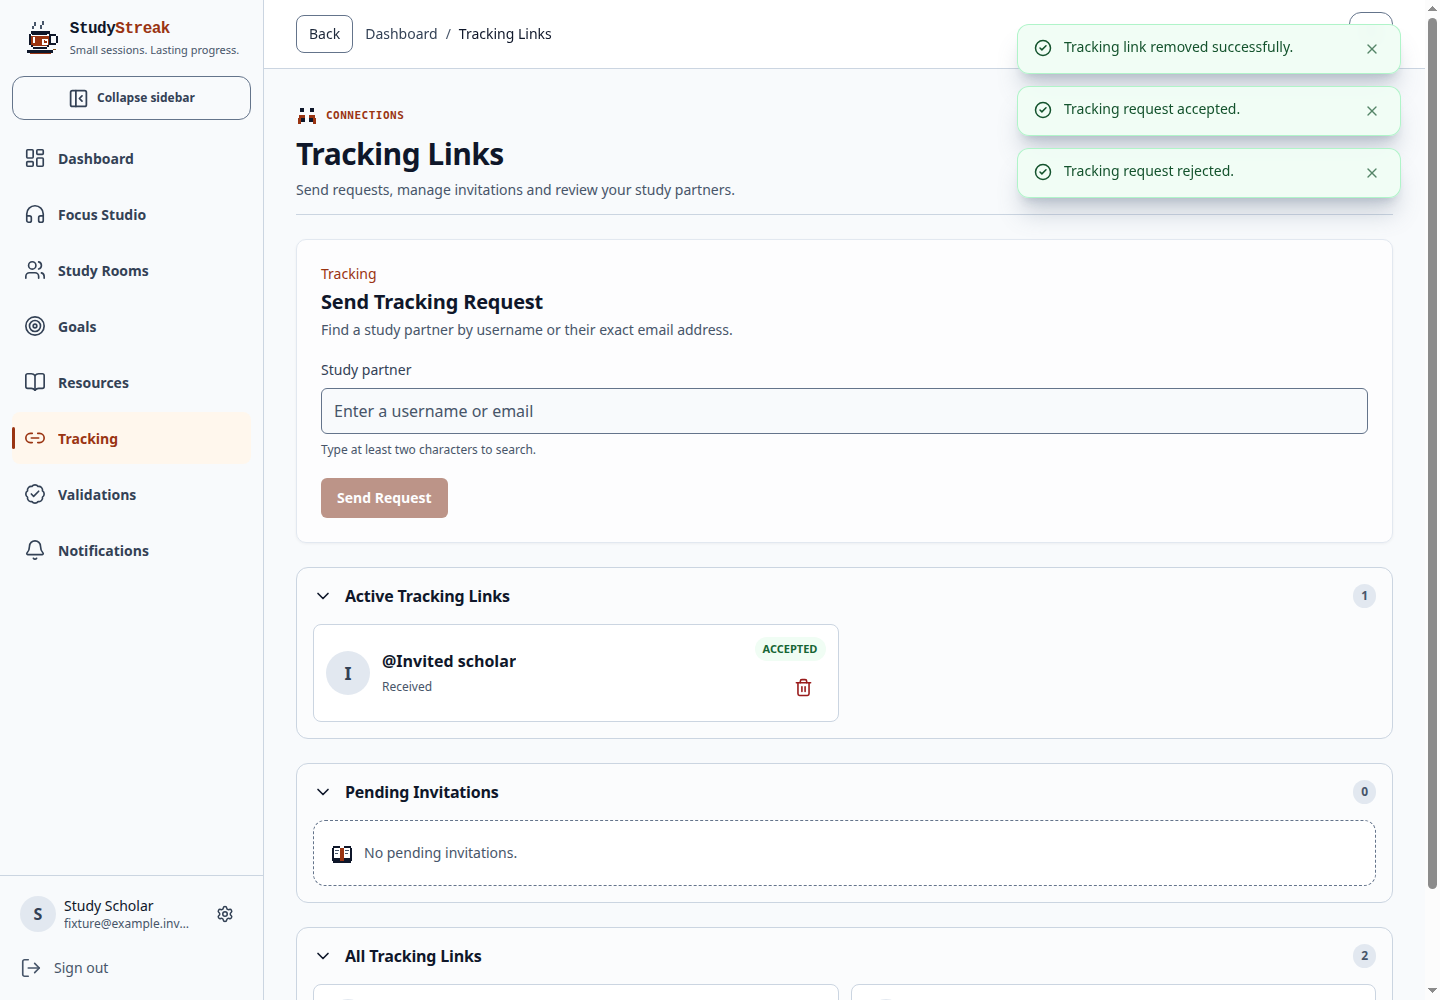 StudyStreak
Small sessions. Lasting progress.
Collapse sidebar
Dashboard
Focus Studio
Study Rooms
Goals
Resources
Tracking
Validations
Notifications
S
Study Scholar
fixture@example.inv...
Sign out
Back
Dashboard / Tracking Links
Tracking link removed successfully.
Tracking request accepted.
Tracking request rejected.
CONNECTIONS
Tracking Links
Send requests, manage invitations and review your study partners.
Tracking
Send Tracking Request
Find a study partner by username or their exact email address.
Study partner
Enter a username or email
Type at least two characters to search.
Send Request
Active Tracking Links
1
I
@Invited scholar
Received
ACCEPTED
Pending Invitations
0
No pending invitations.
All Tracking Links
2